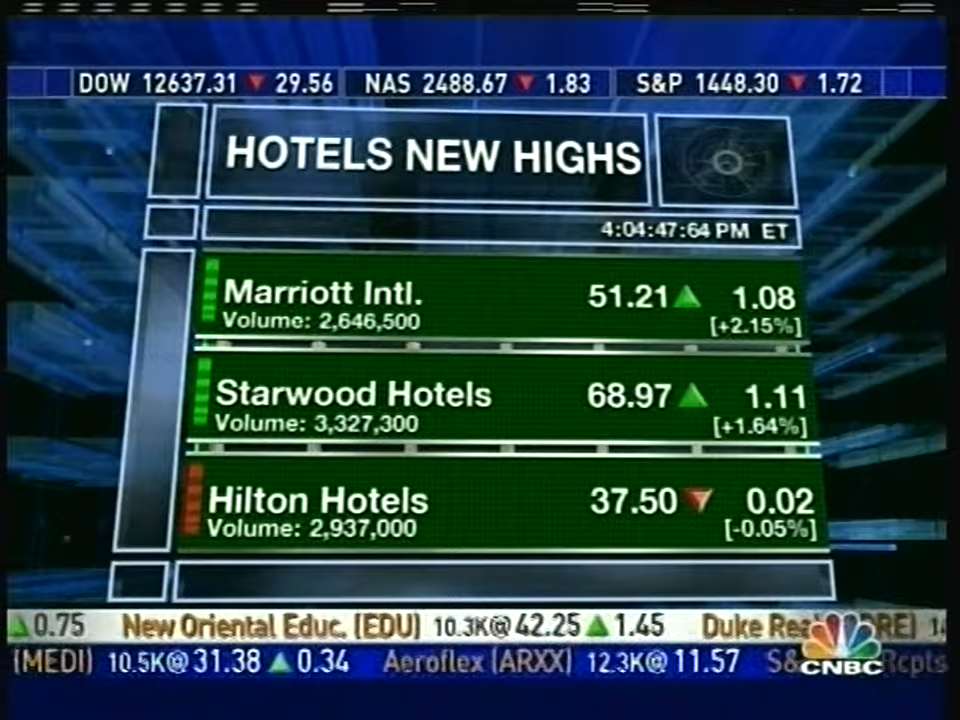 DOW 12637.31 ▼ 29.56 NAS 2488.67 ▼ 1.83 S&P 1448.30 ▼ 1.72
HOTELS NEW HIGHS
4:04:47:64 PM ET
Marriott Intl. 51.21 ▲ 1.08
Volume: 2,646,500 [+2.15%]
Starwood Hotels 68.97 ▲ 1.11
Volume: 3,327,300 [+1.64%]
Hilton Hotels 37.50 ▼ 0.02
Volume: 2,937,000 [-0.05%]
▲ 0.75 New Oriental Educ. (EDU) 10.3K@42.25 ▲ 1.45 Duke
(MEDI) 10.5K@31.38 ▲ 0.34 Aeroflex (ARXX) 12.3K@11.57
CNBC